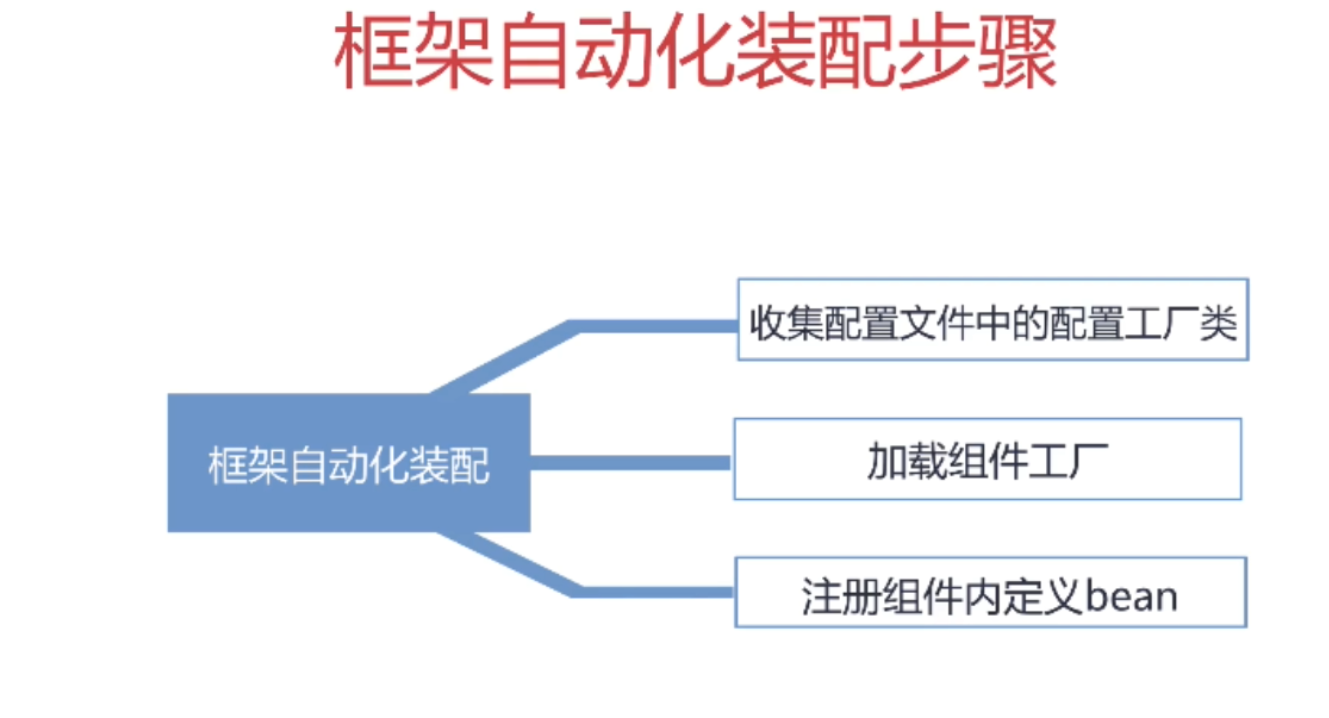 框架自动化装配步骤
收集配置文件中的配置工厂类
框架自动化装配
加载组件工厂
注册组件内定义bean